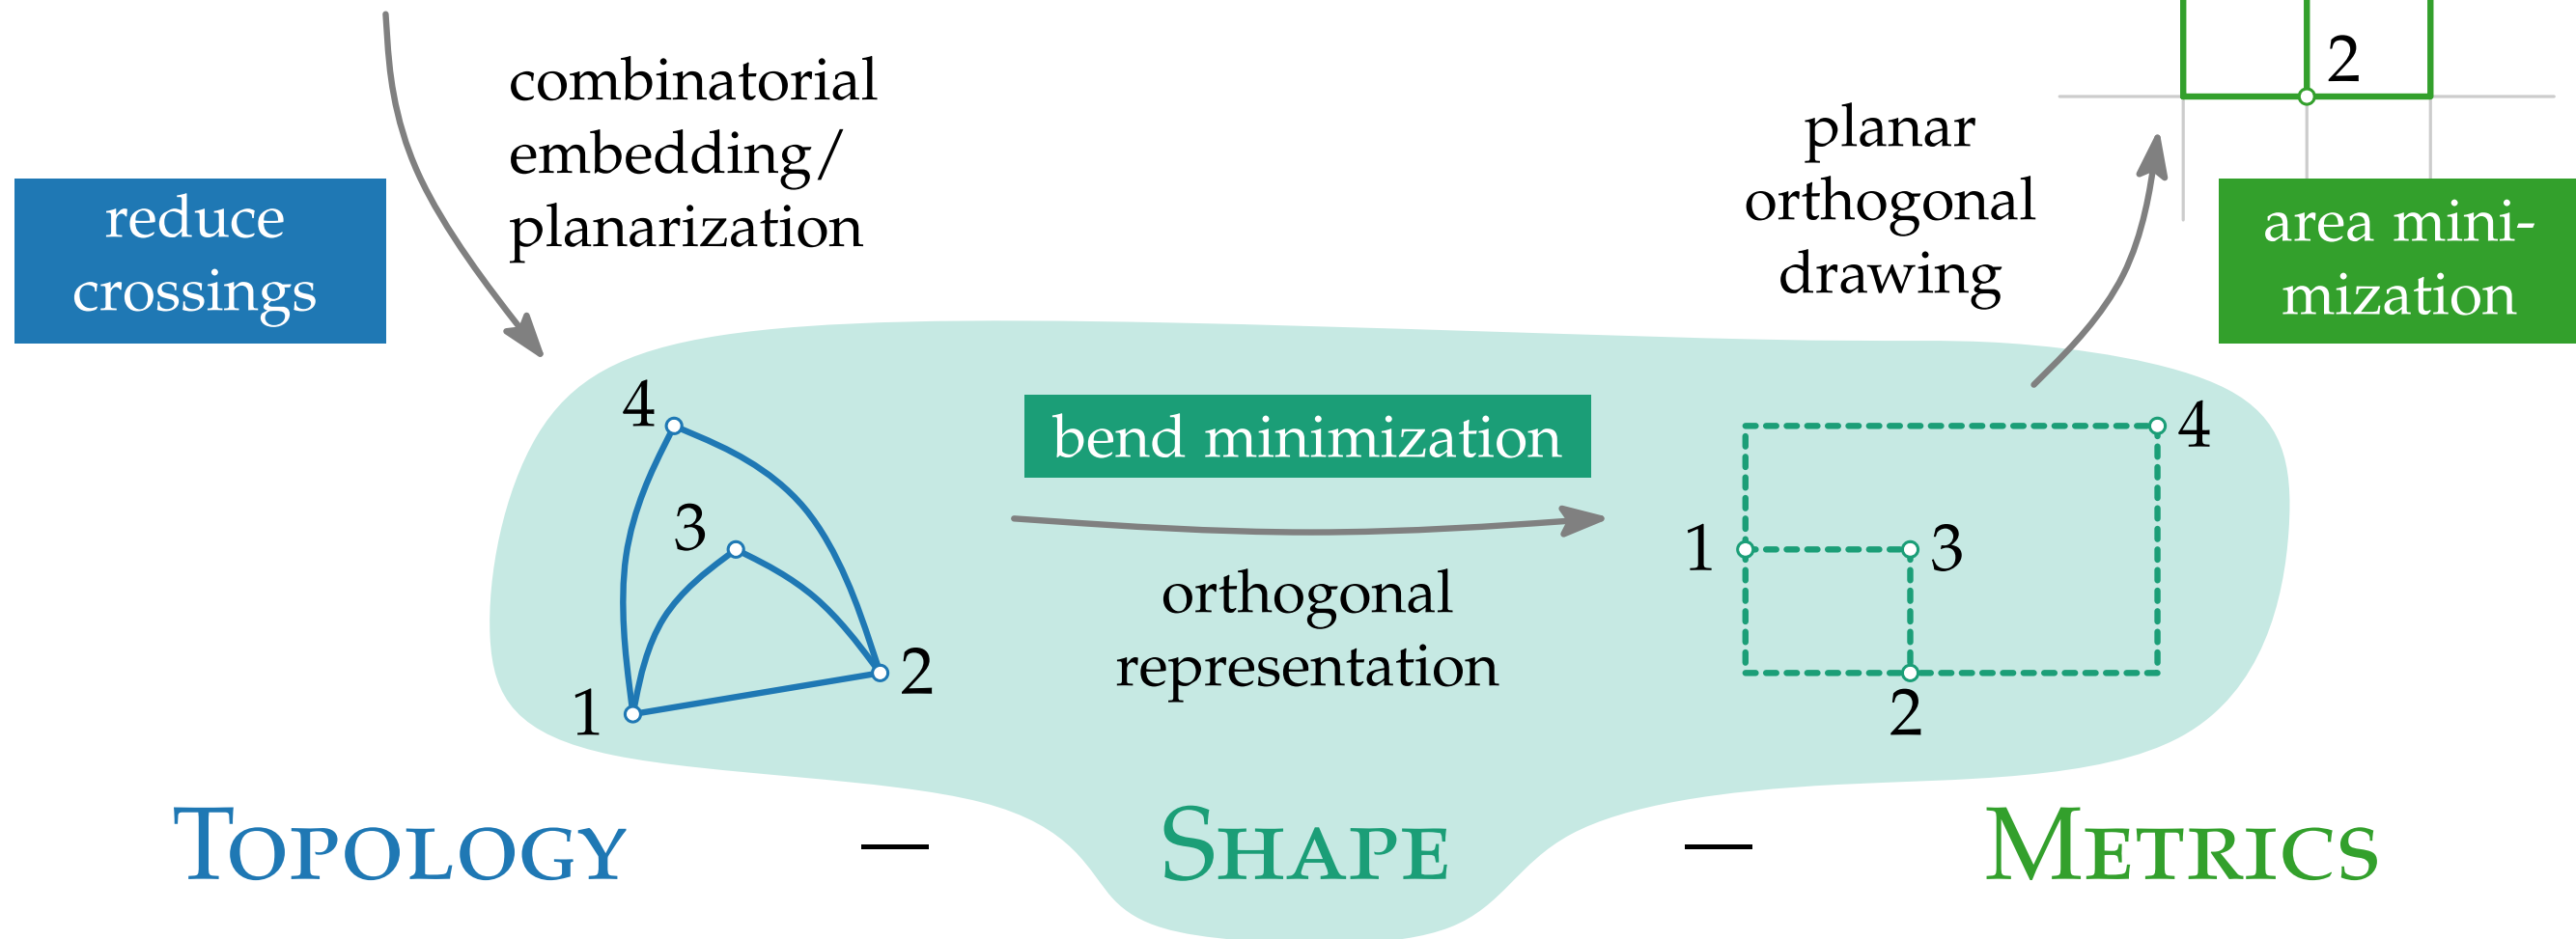 combinatorial
embedding/
planarization
reduce
crossings
2
planar
orthogonal
drawing
area mini-
mization
4
3
1
2
bend minimization
orthogonal
representation
4
1
3
2
TOPOLOGY — SHAPE — METRICS